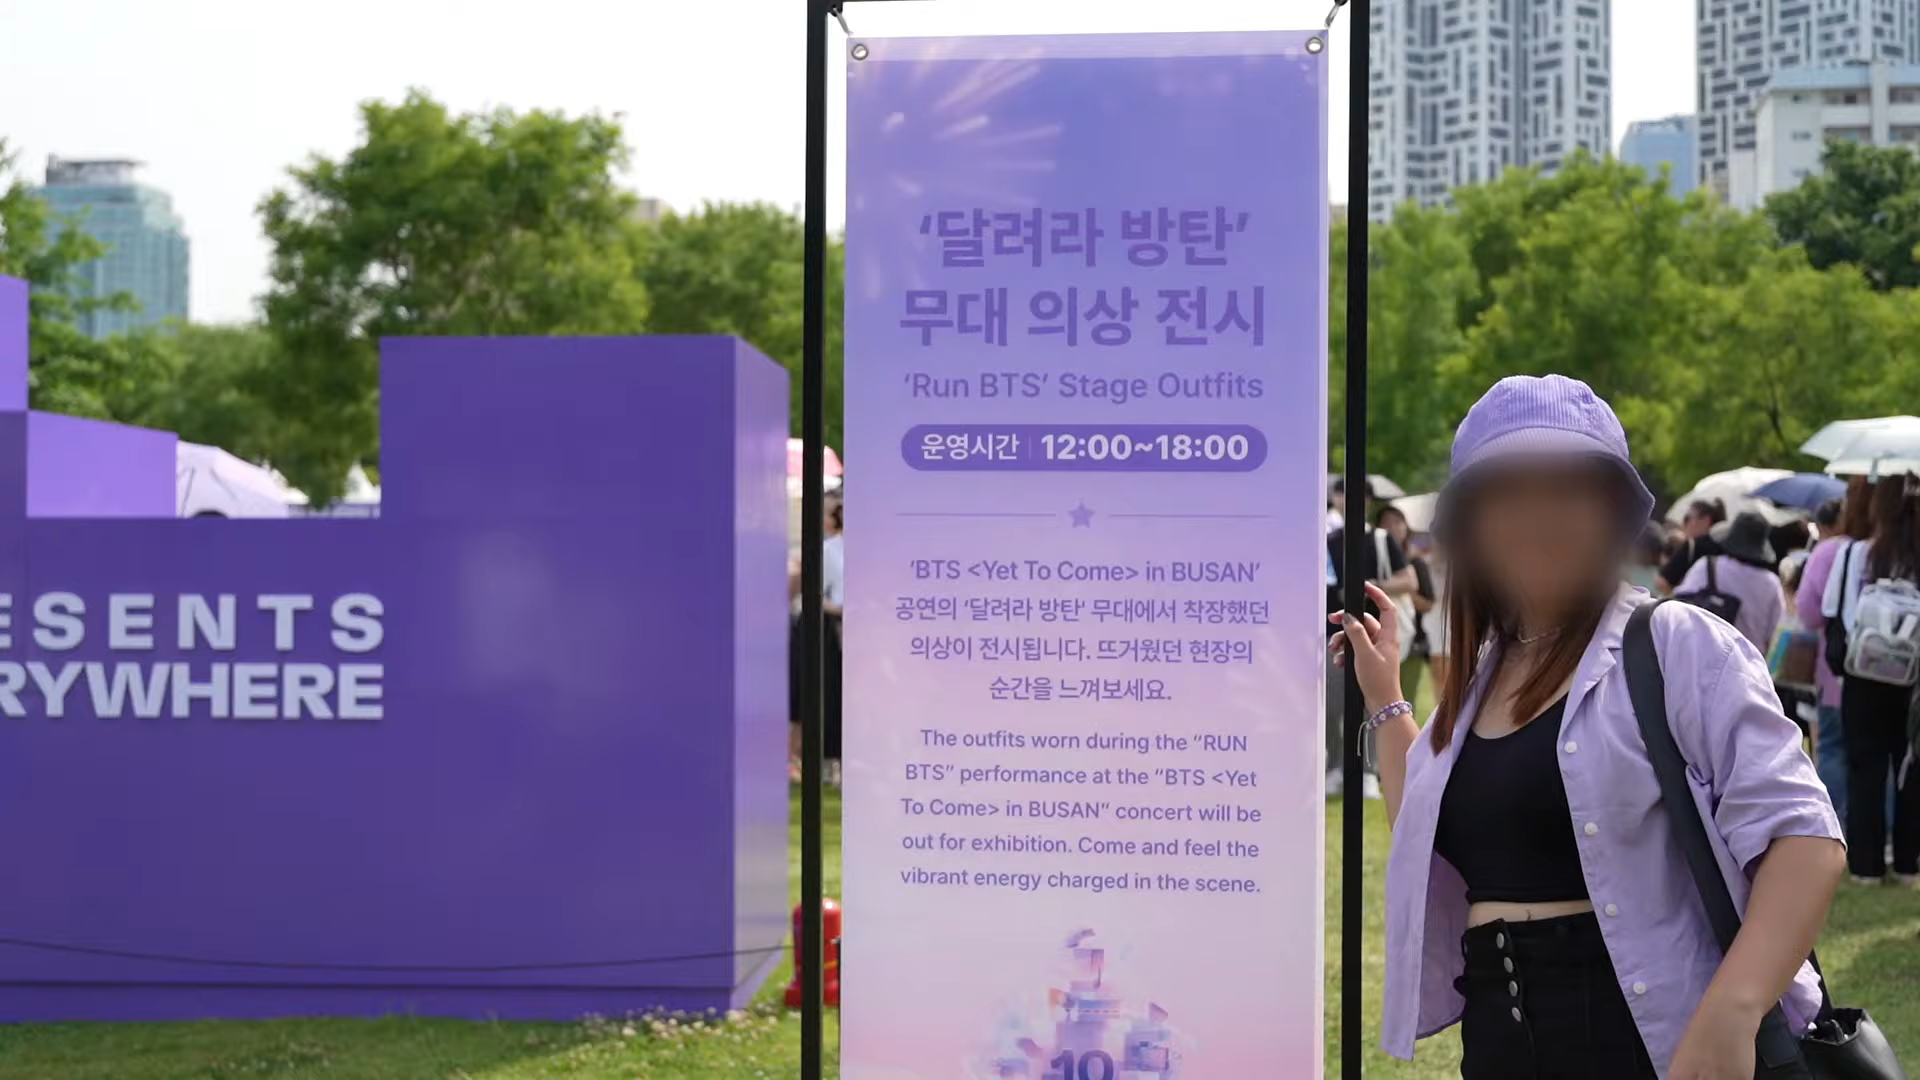 ESENTS
RYWHERE
‘달려라 방탄’
무대 의상 전시
‘Run BTS’ Stage Outfits
운영시간 | 12:00~18:00
‘BTS <Yet To Come> in BUSAN’
공연의 ‘달려라 방탄’ 무대에서 착장했던
의상이 전시됩니다. 뜨거웠던 현장의
순간을 느껴보세요.
The outfits worn during the “RUN
BTS” performance at the “BTS <Yet
To Come> in BUSAN” concert will be
out for exhibition. Come and feel the
vibrant energy charged in the scene.
10